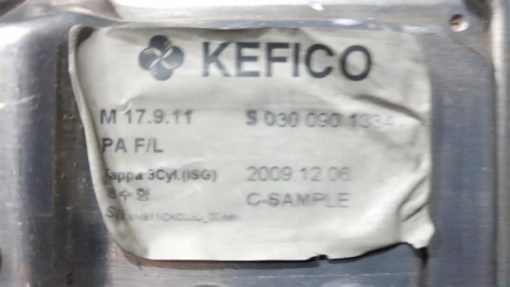 KEFICO
M 17.9.11 S 030 090 1334
PA F/L
Kappa 3Cyl.(ISG) 2009 12.06
C-SAMPLE